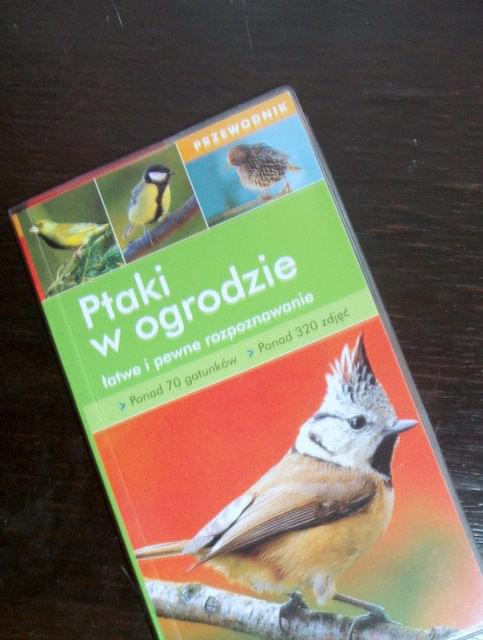 PRZEWODNIK
Ptaki
w ogrodzie
łatwe i pewne rozpoznawanie
> Ponad 70 gatunków > Ponad 320 zdjęć